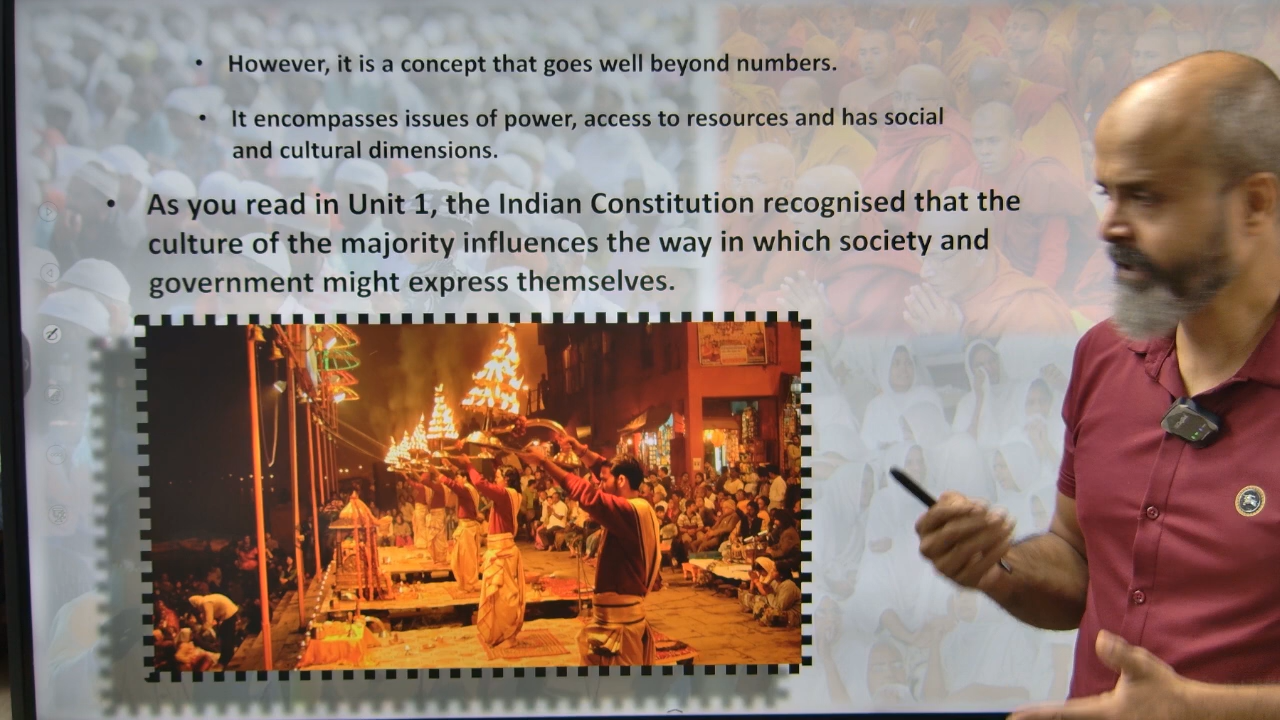 • However, it is a concept that goes well beyond numbers.
• It encompasses issues of power, access to resources and has social
and cultural dimensions.
• As you read in Unit 1, the Indian Constitution recognised that the
culture of the majority influences the way in which society and
government might express themselves.